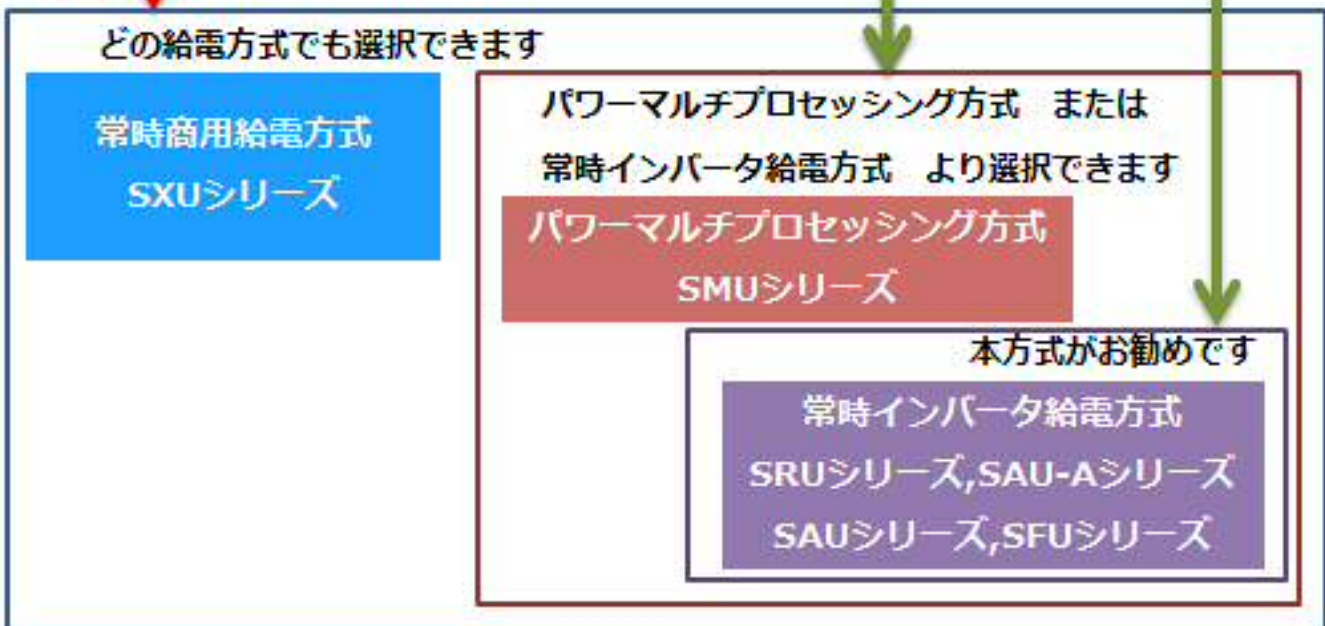 どの給電方式でも選択できます
常時商用給電方式
SXUシリーズ
パワーマルチプロセッシング方式　または
常時インバータ給電方式　より選択できます
パワーマルチプロセッシング方式
SMUシリーズ
本方式がお勧めです
常時インバータ給電方式
SRUシリーズ,SAU-Aシリーズ
SAUシリーズ,SFUシリーズ